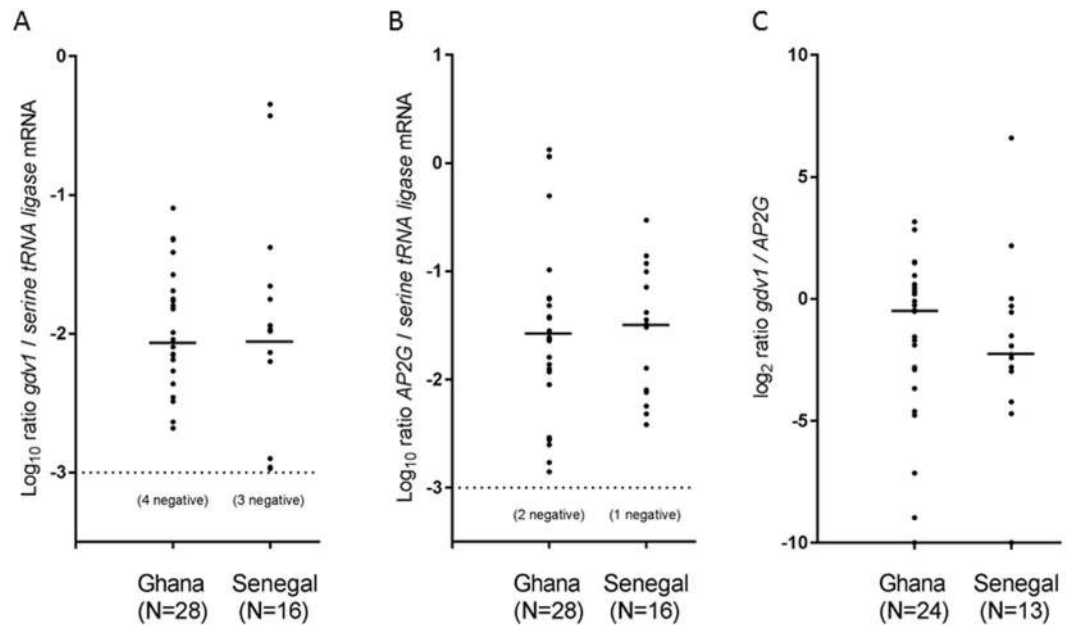 A
Log10 ratio gdv1 / serine tRNA ligase mRNA
0
-1
-2
-3
(4 negative)
(3 negative)
Ghana
(N=28)
Senegal
(N=16)
B
Log10 ratio AP2G / serine tRNA ligase mRNA
1
0
-1
-2
-3
(2 negative)
(1 negative)
Ghana
(N=28)
Senegal
(N=16)
C
log2 ratio gdv1 / AP2G
10
5
-0
-5
-10
Ghana
(N=24)
Senegal
(N=13)